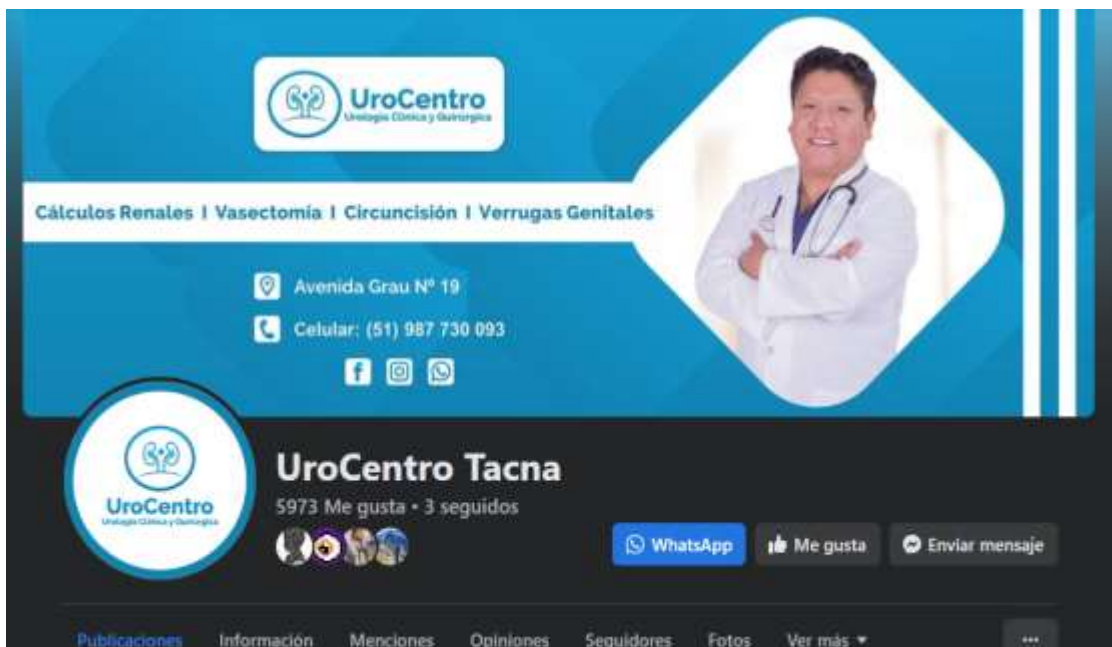 UroCentro
Urología Clínica y Quirúrgica
Cálculos Renales I Vasectomía I Circuncisión I Verrugas Genitales
Avenida Grau Nº 19
Celular: (51) 987 730 093
UroCentro
Urología Clínica y Quirúrgica
UroCentro Tacna
5973 Me gusta • 3 seguidos
WhatsApp
Me gusta
Enviar mensaje
Publicaciones
Información
Menciones
Opiniones
Seguidores
Fotos
Ver más